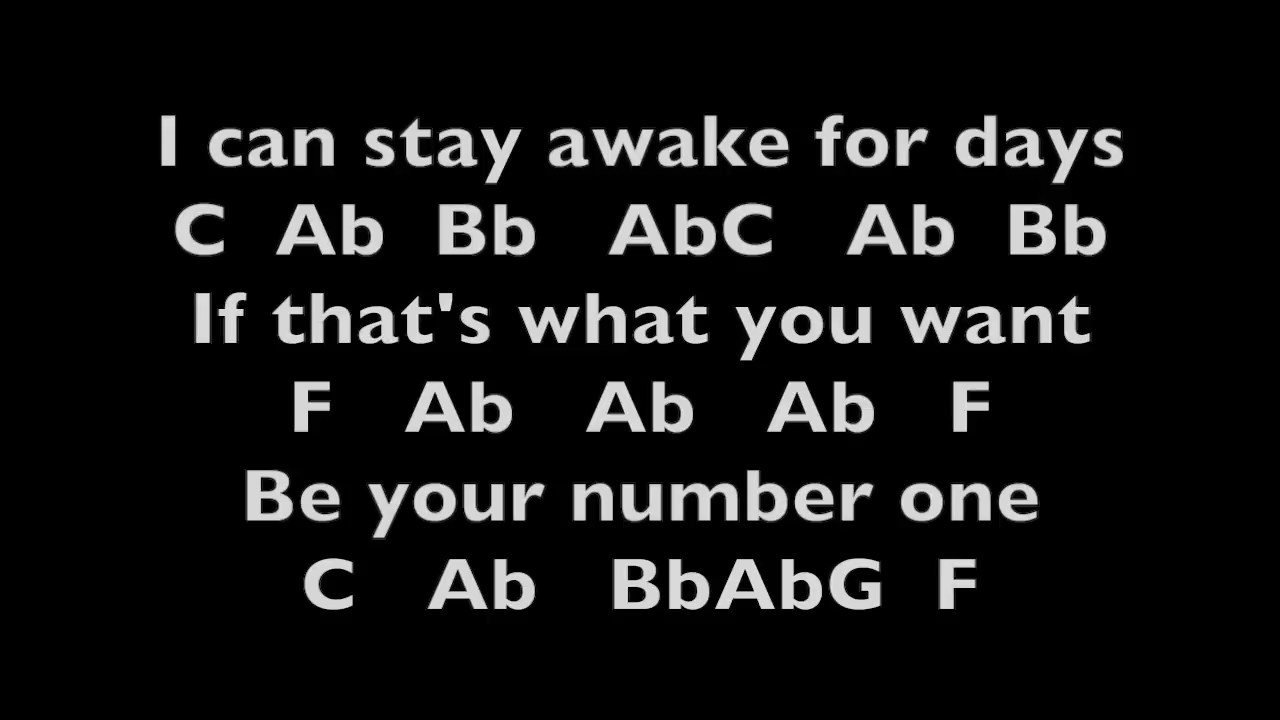 I can stay awake for days
C Ab Bb AbC Ab Bb
If that's what you want
F Ab Ab Ab F
Be your number one
C Ab BbAbG F